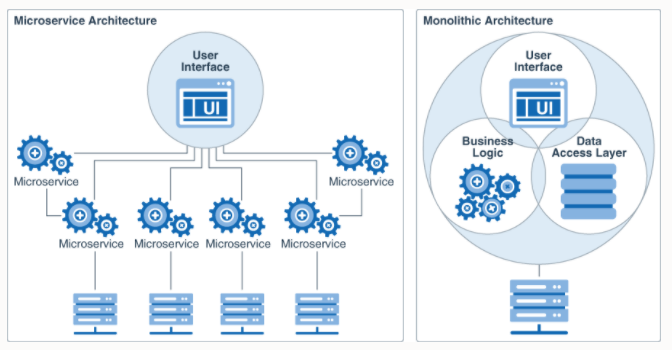 Microservice Architecture
User
Interface
UI
Microservice
Microservice
Microservice
Microservice
Microservice
Microservice
Monolithic Architecture
User
Interface
UI
Business
Logic
Data
Access Layer